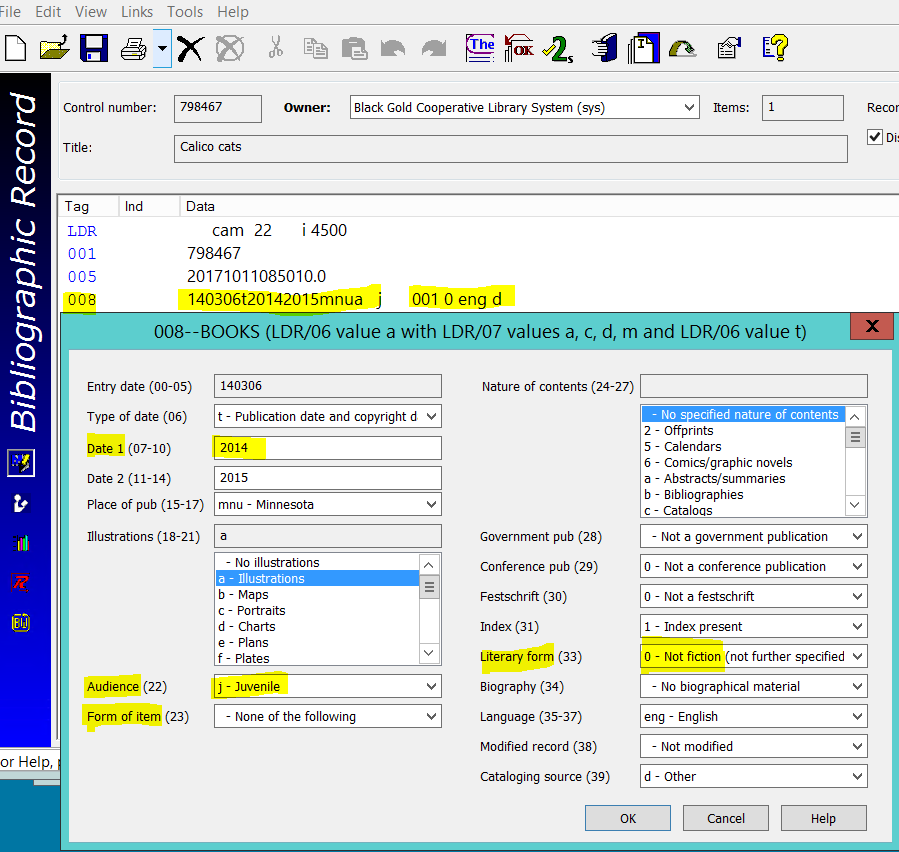 File Edit View Links Tools Help
The OK 2s I
Control number: 798467 Owner: Black Gold Cooperative Library System (sys) Items: 1 Recor
Title: Calico cats Dis
Bibliographic Record
Tag Ind Data
LDR cam 22 i 4500
001 798467
005 20171011085010.0
008 140306t20142015mnua j 001 0 eng d
008--BOOKS (LDR/06 value a with LDR/07 values a, c, d, m and LDR/06 value t) X
Entry date (00-05) 140306
Type of date (06) t - Publication date and copyright d
Date 1 (07-10) 2014
Date 2 (11-14) 2015
Place of pub (15-17) mnu - Minnesota
Illustrations (18-21) a
- No illustrations
a - Illustrations
b - Maps
c - Portraits
d - Charts
e - Plans
f - Plates
Audience (22) j - Juvenile
Form of item (23) - None of the following
Nature of contents (24-27)
- No specified nature of contents
2 - Offprints
5 - Calendars
6 - Comics/graphic novels
a - Abstracts/summaries
b - Bibliographies
c - Catalogs
Government pub (28) - Not a government publication
Conference pub (29) 0 - Not a conference publication
Festschrift (30) 0 - Not a festschrift
Index (31) 1 - Index present
Literary form (33) 0 - Not fiction (not further specified
Biography (34) - No biographical material
Language (35-37) eng - English
Modified record (38) - Not modified
Cataloging source (39) d - Other
OK Cancel Help
or Help, p